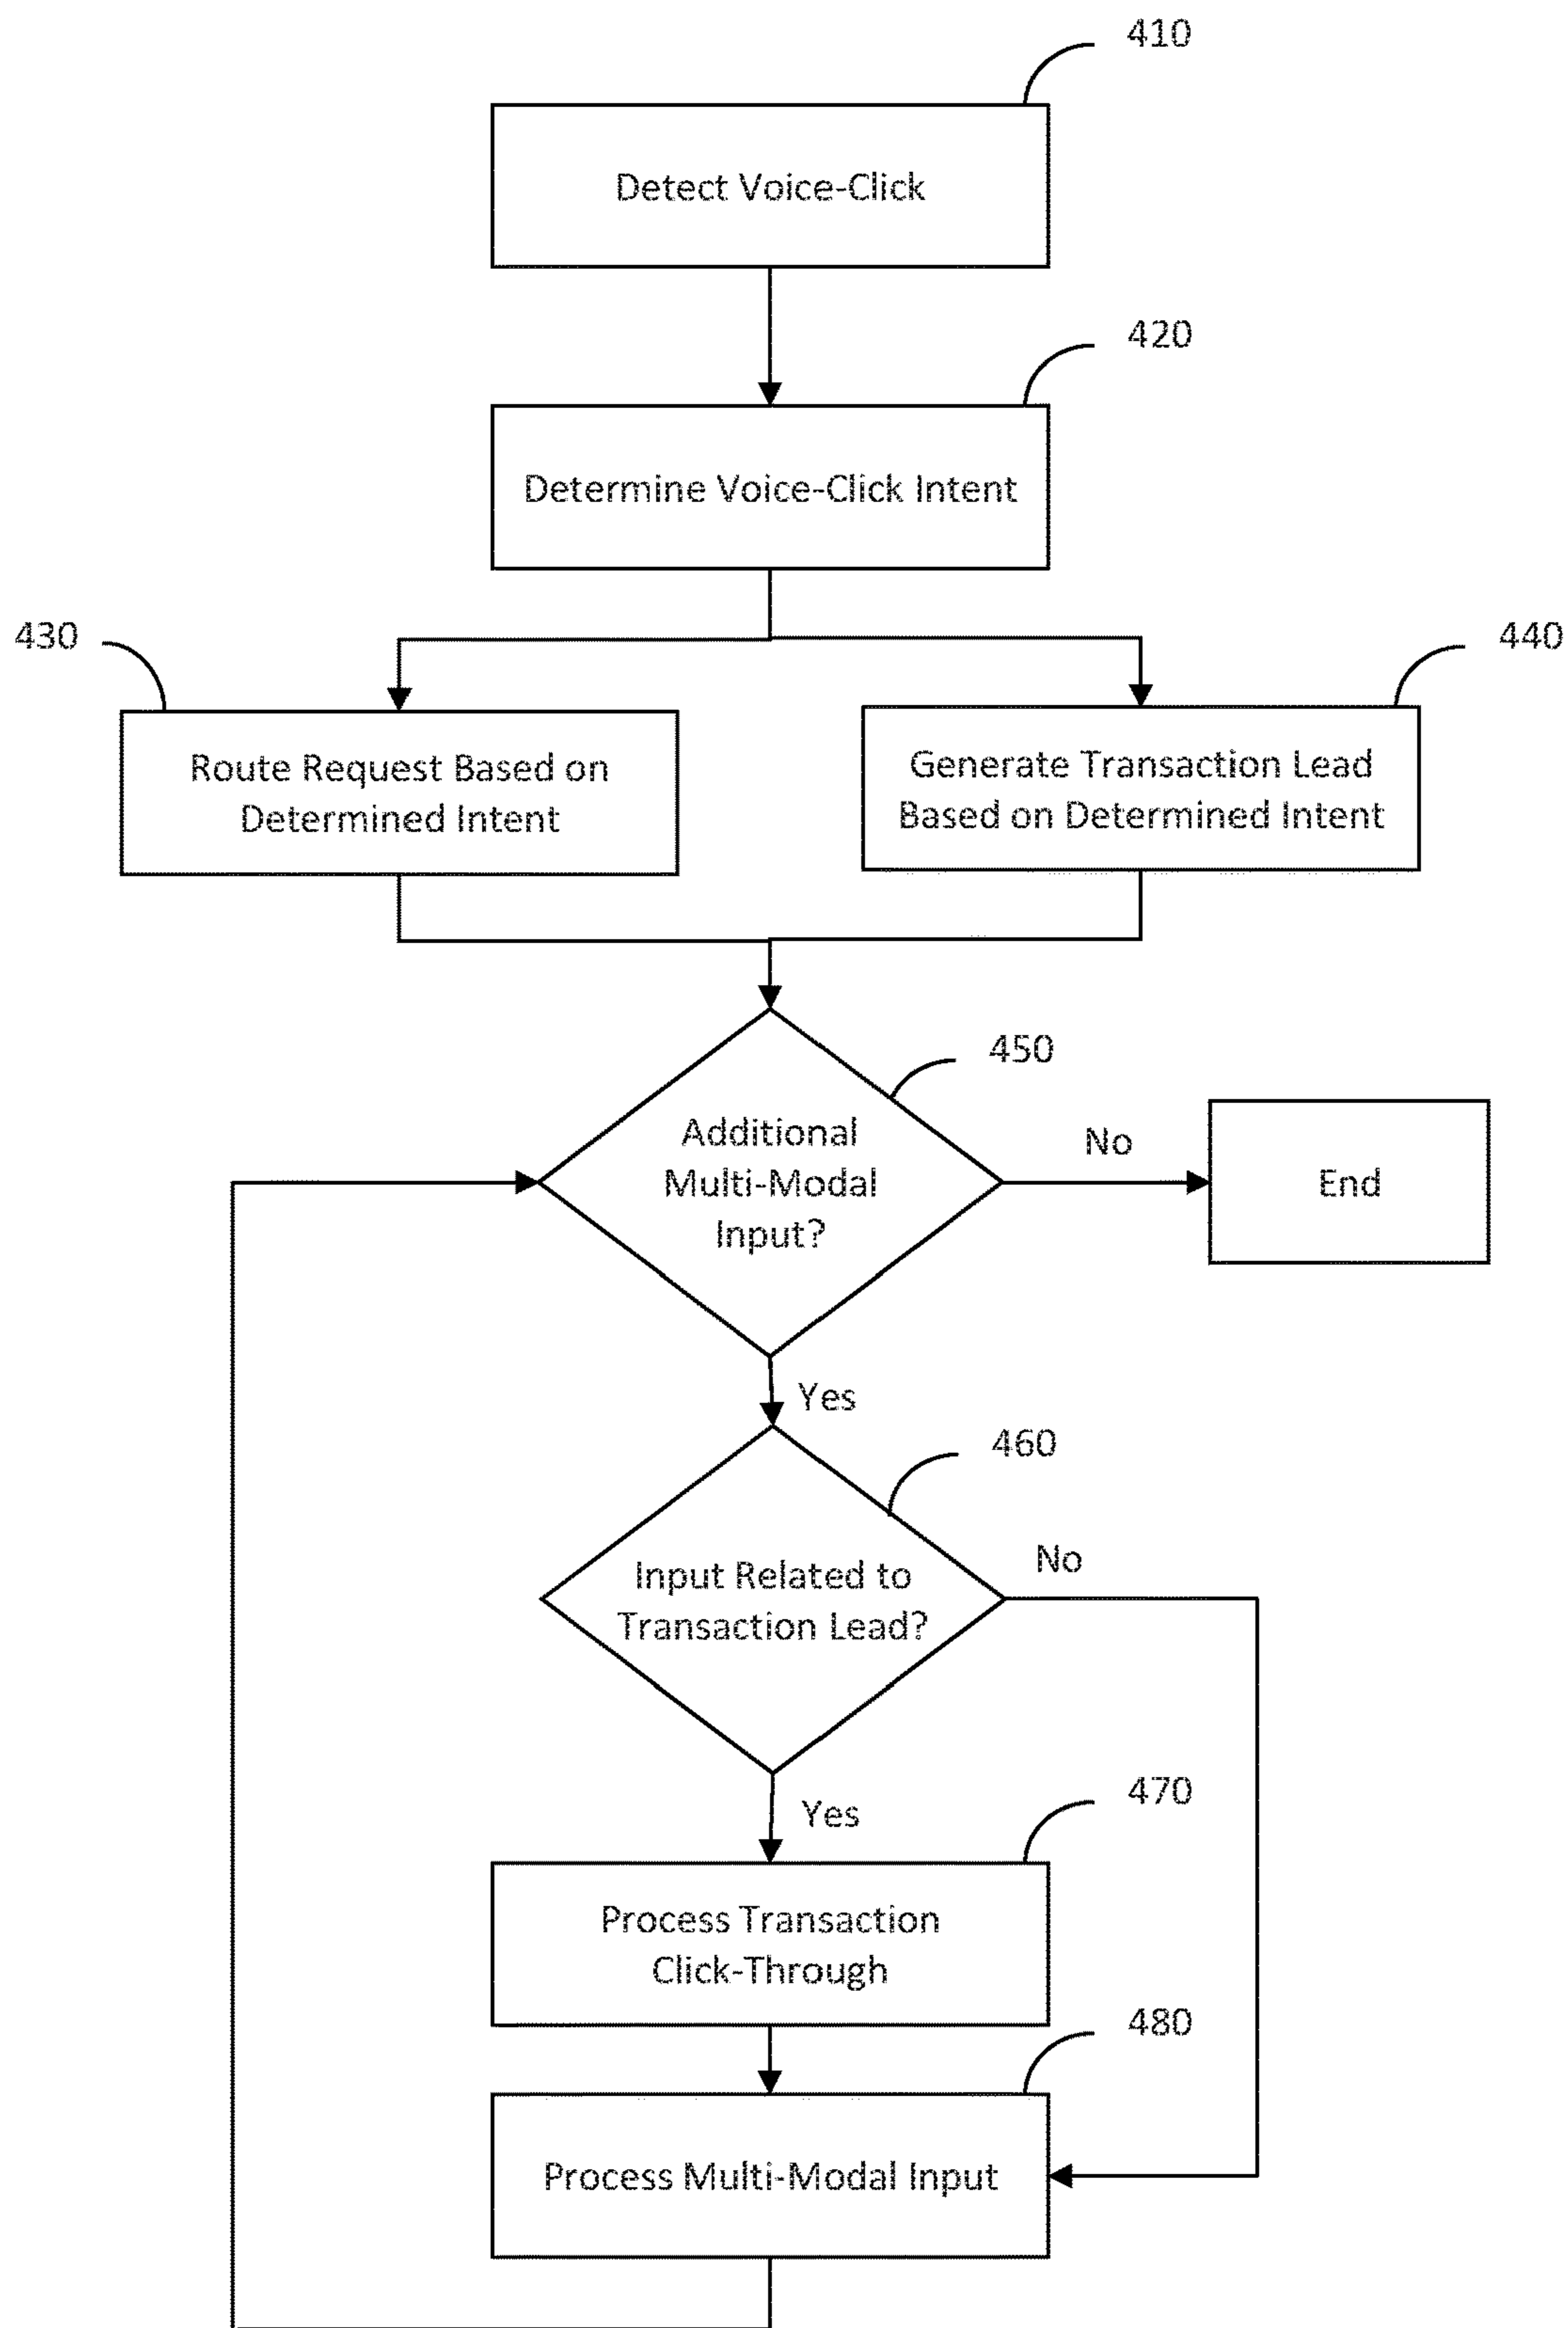 410
Detect Voice-Click
420
Determine Voice-Click Intent
430
440
Route Request Based on
Determined Intent
Generate Transaction Lead
Based on Determined Intent
450
Additional
Multi-Modal
Input?
No
End
Yes
460
Input Related to
Transaction Lead?
No
Yes
470
Process Transaction
Click-Through
480
Process Multi-Modal Input